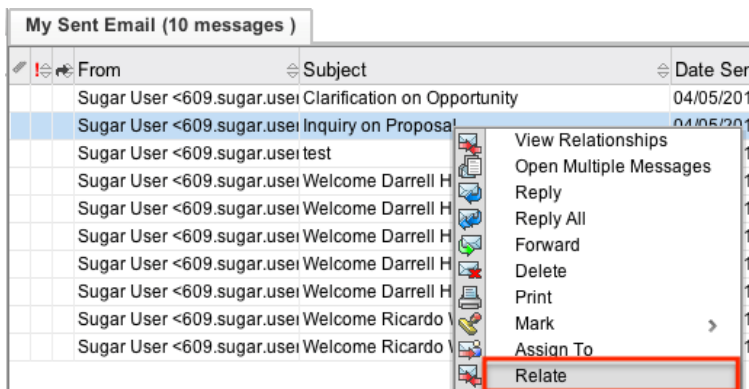 My Sent Email (10 messages )
! From Subject Date Ser
Sugar User <609.sugar.user Clarification on Opportunity 04/05/201
Sugar User <609.sugar.user Inquiry on Proposal 04/05/201
Sugar User <609.sugar.user test
Sugar User <609.sugar.user Welcome Darrell H
Sugar User <609.sugar.user Welcome Darrell H
Sugar User <609.sugar.user Welcome Darrell H
Sugar User <609.sugar.user Welcome Darrell H
Sugar User <609.sugar.user Welcome Darrell H
Sugar User <609.sugar.user Welcome Ricardo
Sugar User <609.sugar.user Welcome Ricardo
View Relationships
Open Multiple Messages
Reply
Reply All
Forward
Delete
Print
Mark >
Assign To
Relate